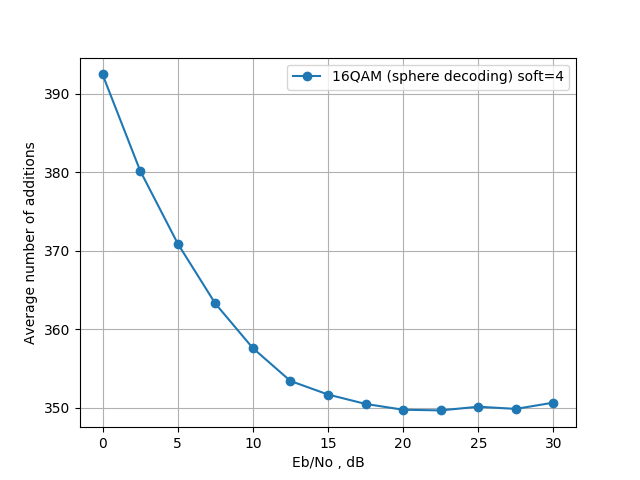 16QAM (sphere decoding) soft=4
Average number of additions
390
380
370
360
350
0 5 10 15 20 25 30
Eb/No , dB